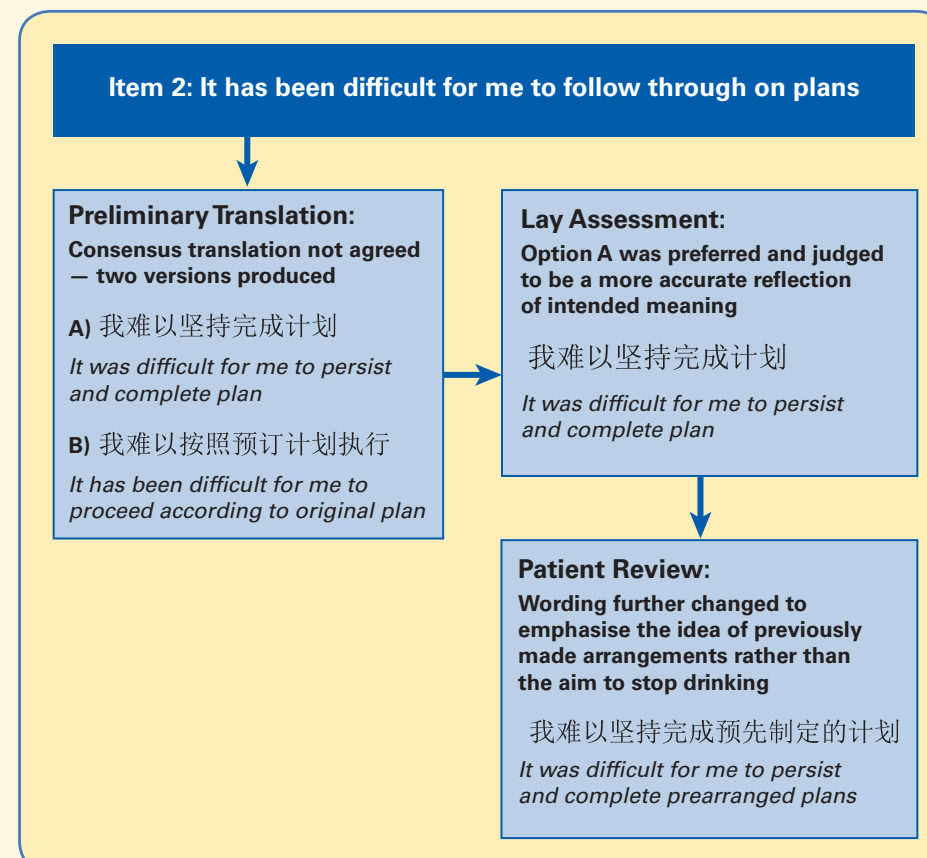 Item 2: It has been difficult for me to follow through on plans
Preliminary Translation:
Consensus translation not agreed
— two versions produced
A) 我难以坚持完成计划
It was difficult for me to persist
and complete plan
B) 我难以按照预订计划执行
It has been difficult for me to
proceed according to original plan
Lay Assessment:
Option A was preferred and judged
to be a more accurate reflection
of intended meaning
我难以坚持完成计划
It was difficult for me to persist
and complete plan
Patient Review:
Wording further changed to
emphasise the idea of previously
made arrangements rather than
the aim to stop drinking
我难以坚持完成预先制定的计划
It was difficult for me to persist
and complete prearranged plans